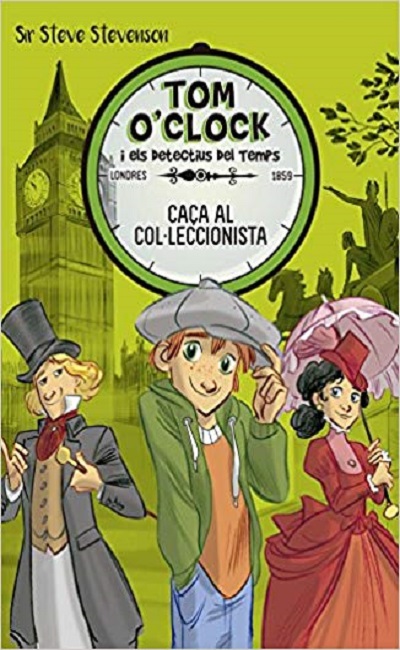 Sir Steve Stevenson
TOM
O'CLOCK
i els Detectius del Temps
LONDRES 1859
CAÇA AL
COL·LECCIONISTA